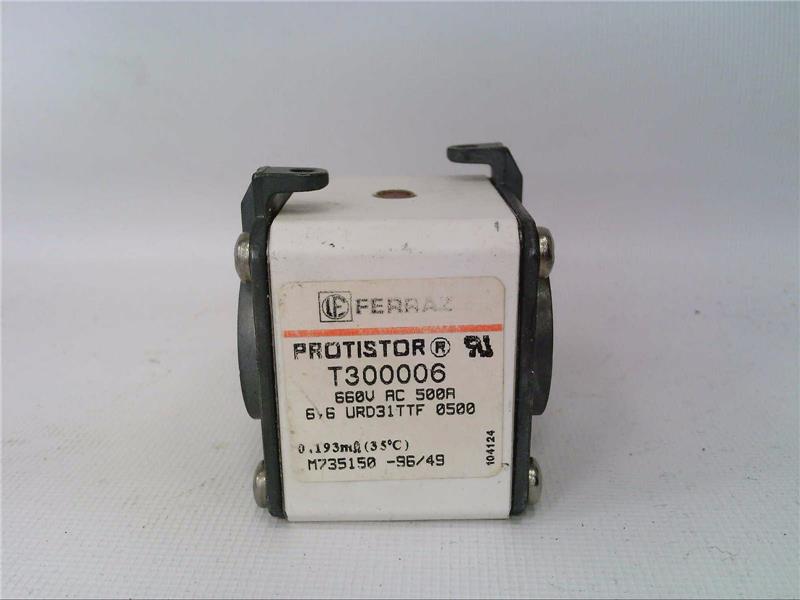 FERRAZ
PROTISTOR®
T300006
660V AC 500A
6,6 URD31TTF 0500
0.193mΩ(35°C)
M735150 -96/49
104124